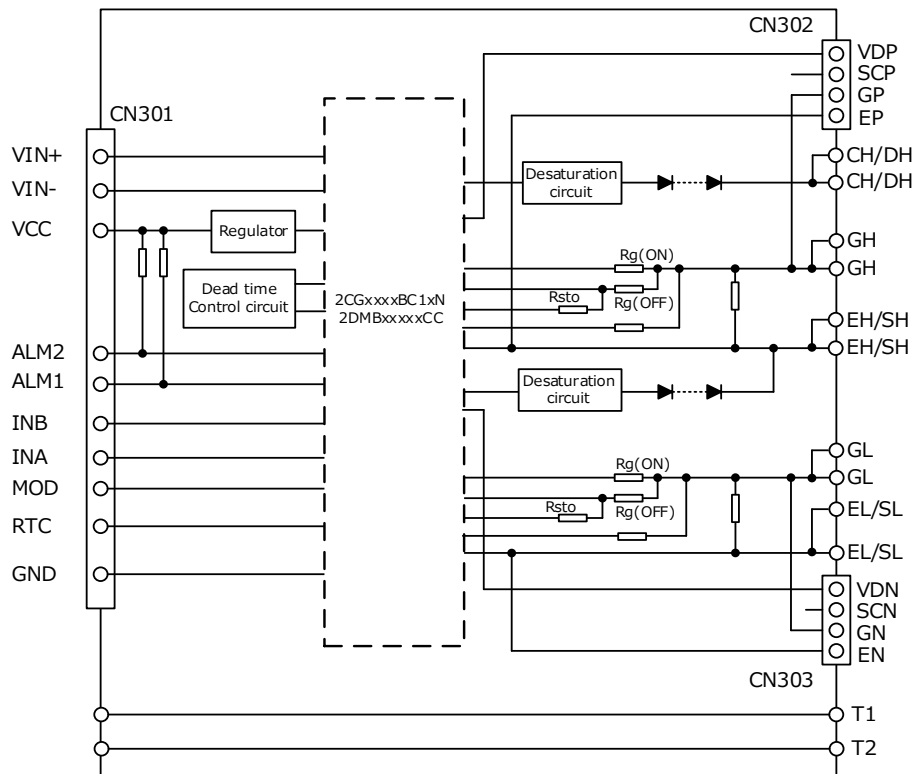 CN302
VDP
SCP
GP
EP
CN301
VIN+
VIN-
VCC
ALM2
ALM1
INB
INA
MOD
RTC
GND
Regulator
Dead time
Control circuit
2CGxxxxBC1xN
2DMBxxxxxCC
Desaturation
circuit
CH/DH
CH/DH
Rg(ON)
Rsto
Rg(OFF)
GH
GH
EH/SH
EH/SH
Desaturation
circuit
Rg(ON)
Rsto
Rg(OFF)
GL
GL
EL/SL
EL/SL
VDN
SCN
GN
EN
CN303
T1
T2